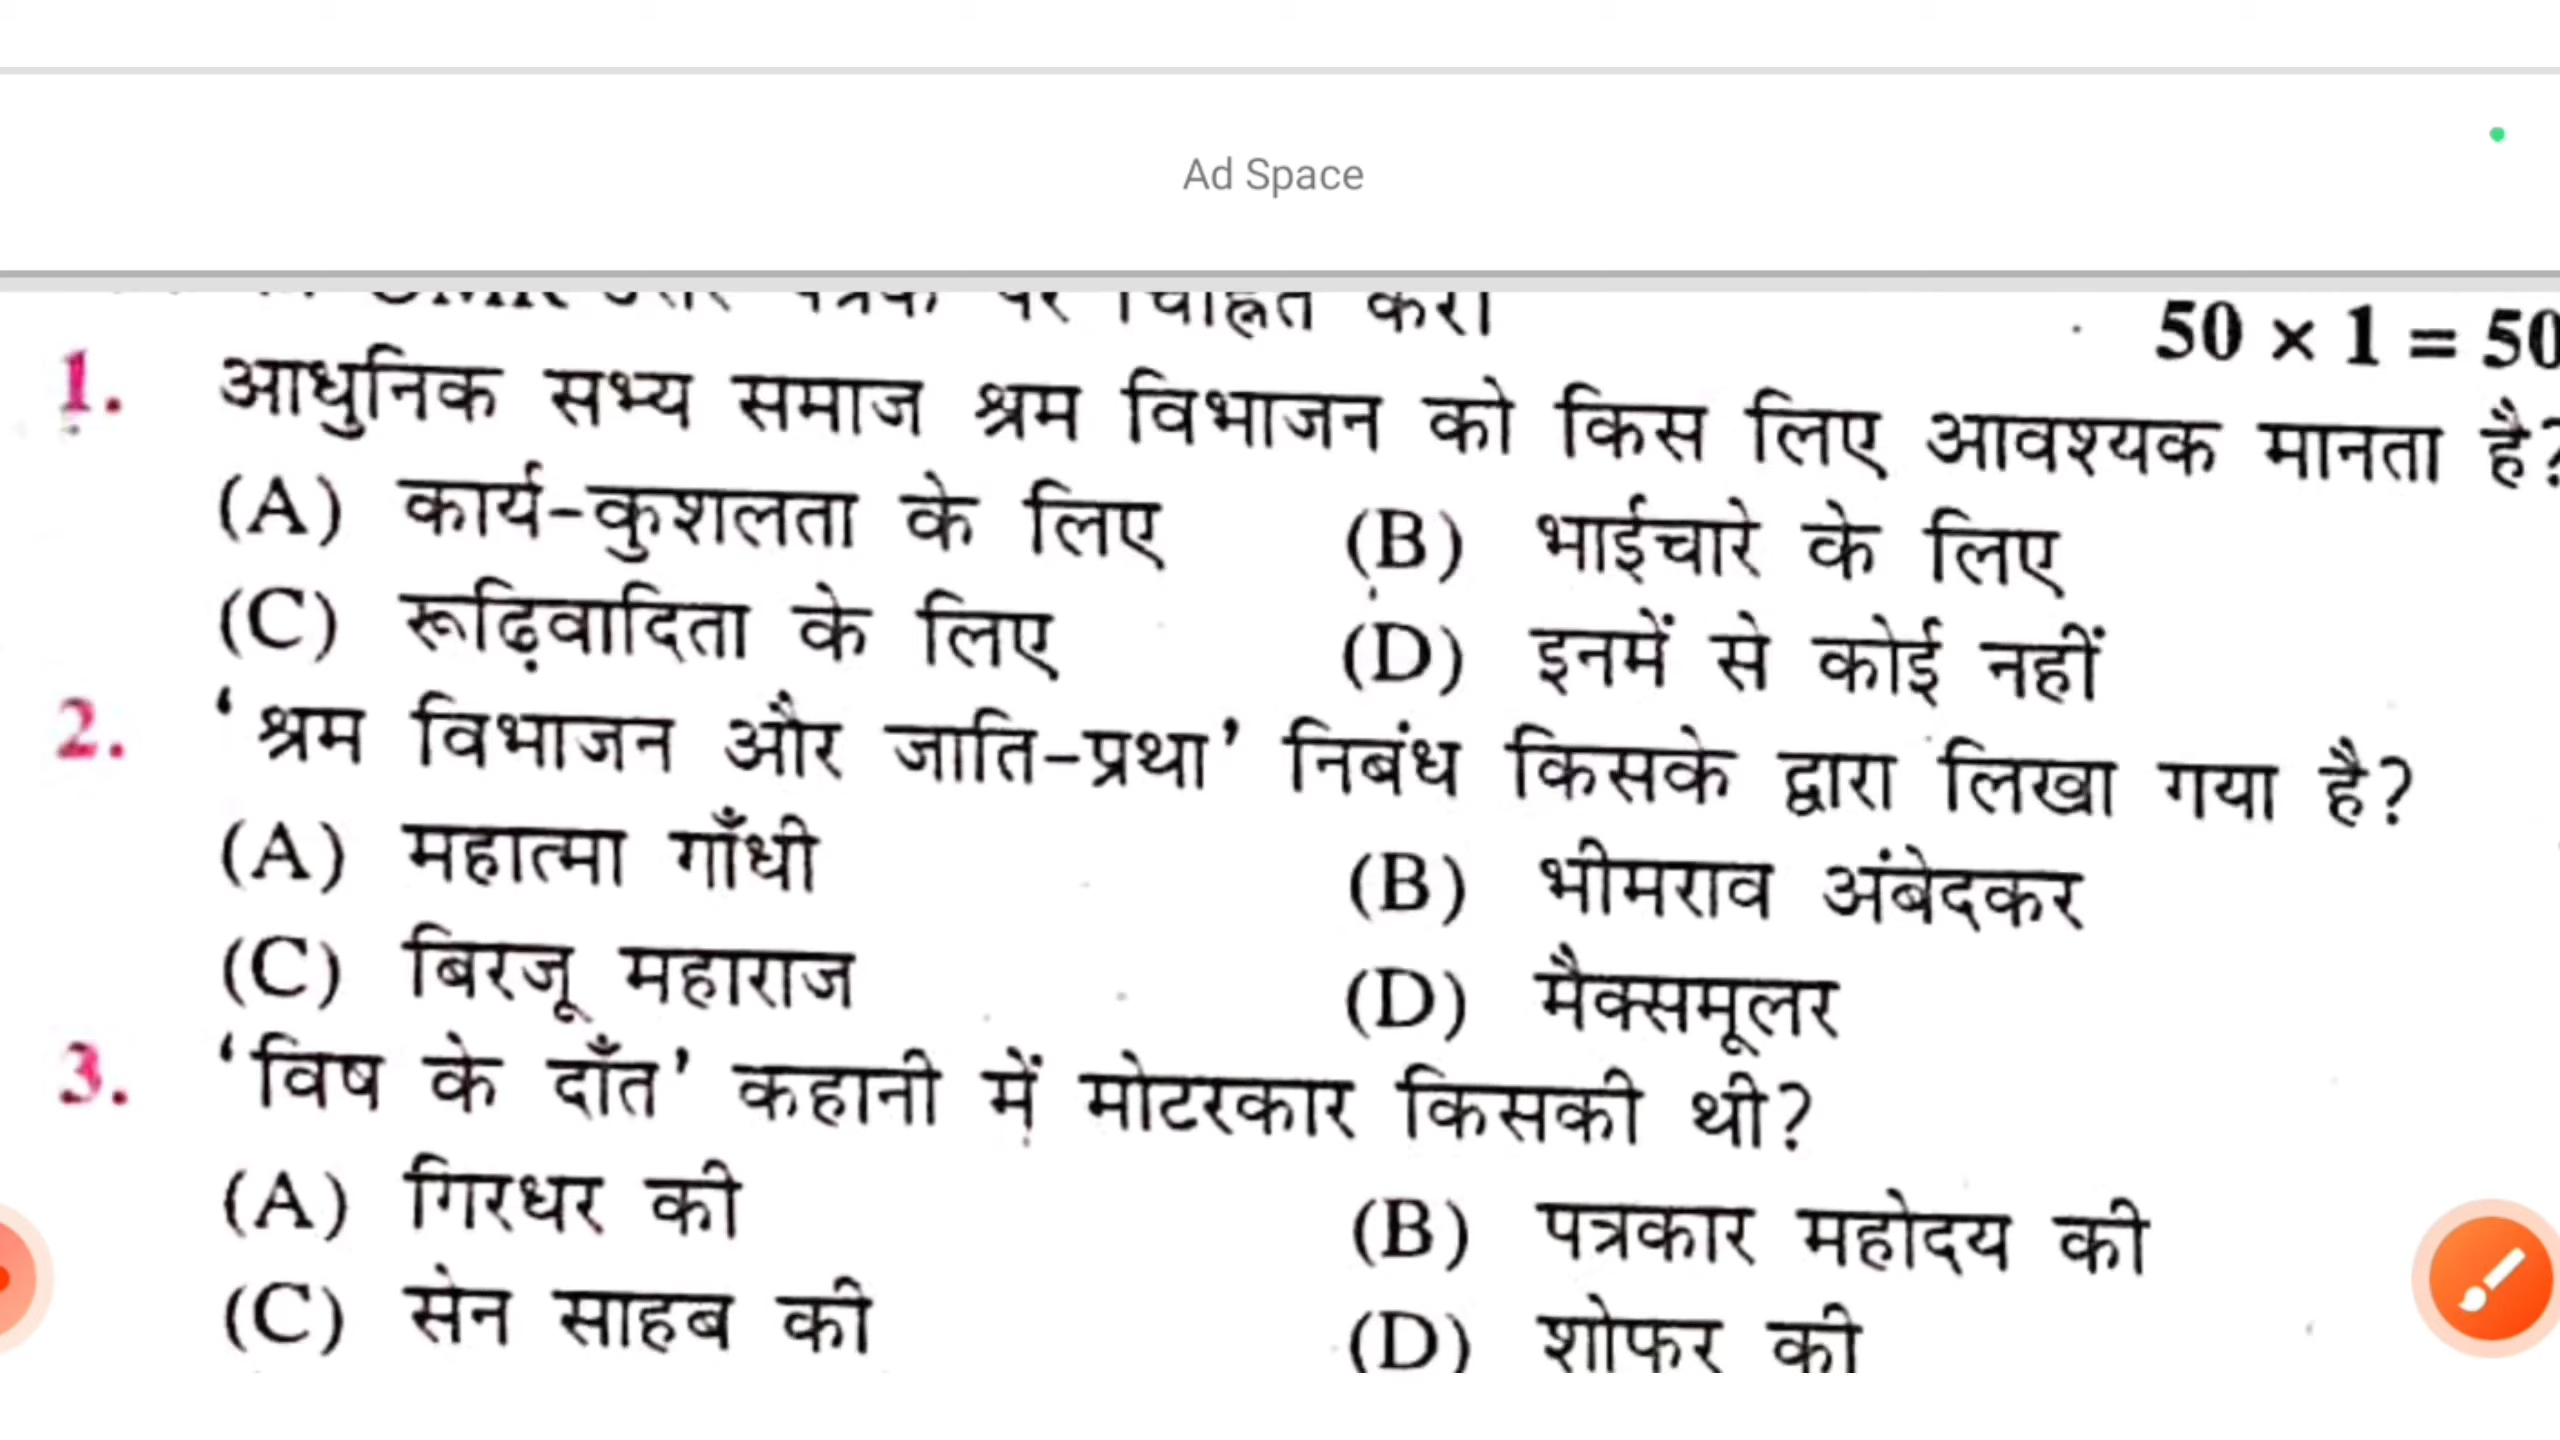 Ad Space
पर चिह्नित करें।
50 × 1 = 50
1. आधुनिक सभ्य समाज श्रम विभाजन को किस लिए आवश्यक मानता है?
(A) कार्य-कुशलता के लिए (B) भाईचारे के लिए
(C) रूढ़िवादिता के लिए (D) इनमें से कोई नहीं
2. ‘श्रम विभाजन और जाति-प्रथा’ निबंध किसके द्वारा लिखा गया है?
(A) महात्मा गाँधी (B) भीमराव अंबेदकर
(C) बिरजू महाराज (D) मैक्समूलर
3. ‘विष के दाँत’ कहानी में मोटरकार किसकी थी?
(A) गिरधर की (B) पत्रकार महोदय की
(C) सेन साहब की (D) शोफर की